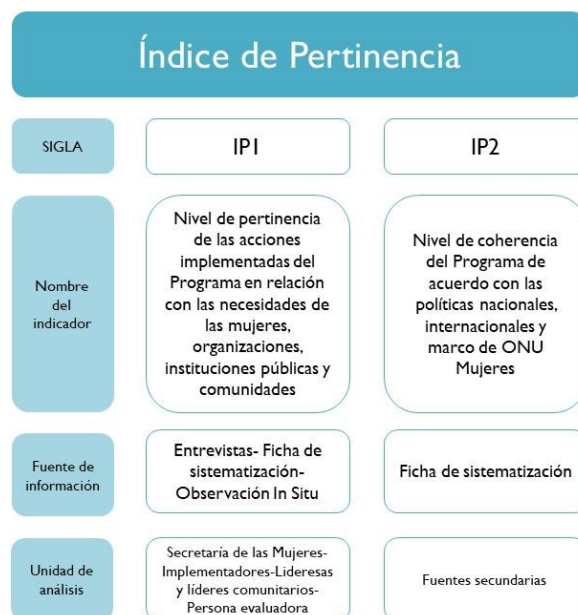 Índice de Pertinencia
SIGLA
IP1
IP2
Nombre
del
indicador
Nivel de pertinencia
de las acciones
implementadas del
Programa en relación
con las necesidades de
las mujeres,
organizaciones,
instituciones públicas y
comunidades
Nivel de coherencia
del Programa de
acuerdo con las
políticas nacionales,
internacionales y
marco de ONU
Mujeres
Fuente de
información
Entrevistas- Ficha de
sistematización-
Observación In Situ
Ficha de sistematización
Unidad de
análisis
Secretaría de las Mujeres-
Implementadores-Lideresas
y líderes comunitarios-
Persona evaluadora
Fuentes secundarias